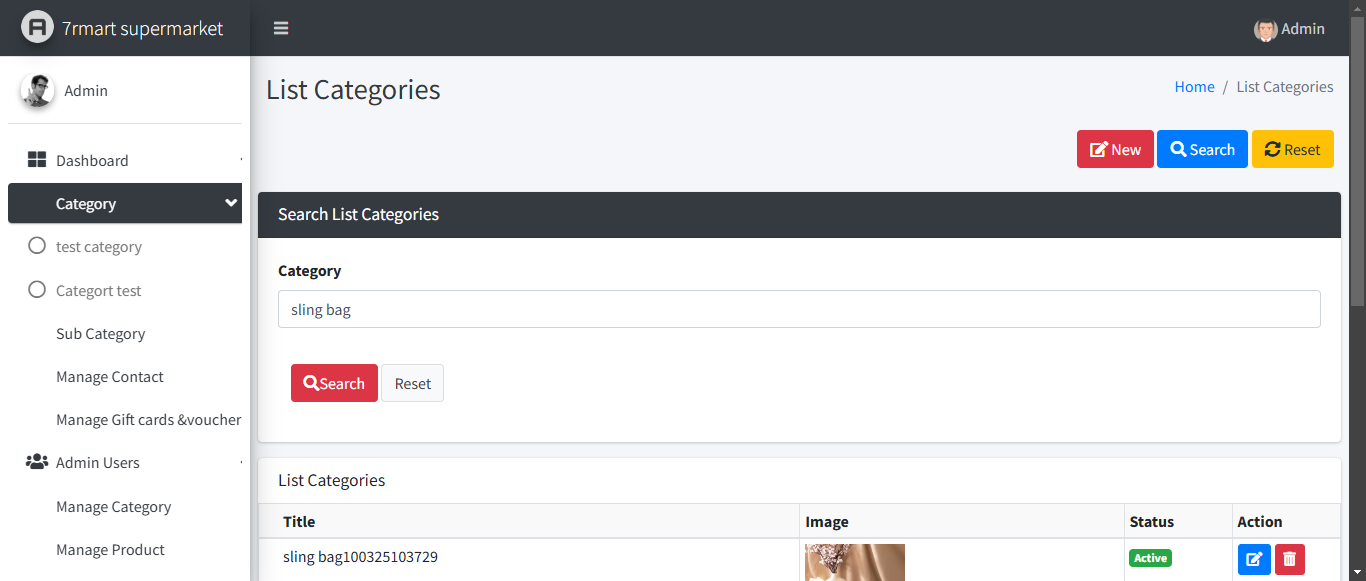 7rmart supermarket
Admin
Admin
List Categories
Home / List Categories
New
Search
Reset
Dashboard
Category
test category
Categort test
Sub Category
Manage Contact
Manage Gift cards &voucher
Admin Users
Manage Category
Manage Product
Search List Categories
Category
sling bag
Search
Reset
List Categories
Title Image Status Action
sling bag100325103729 Active